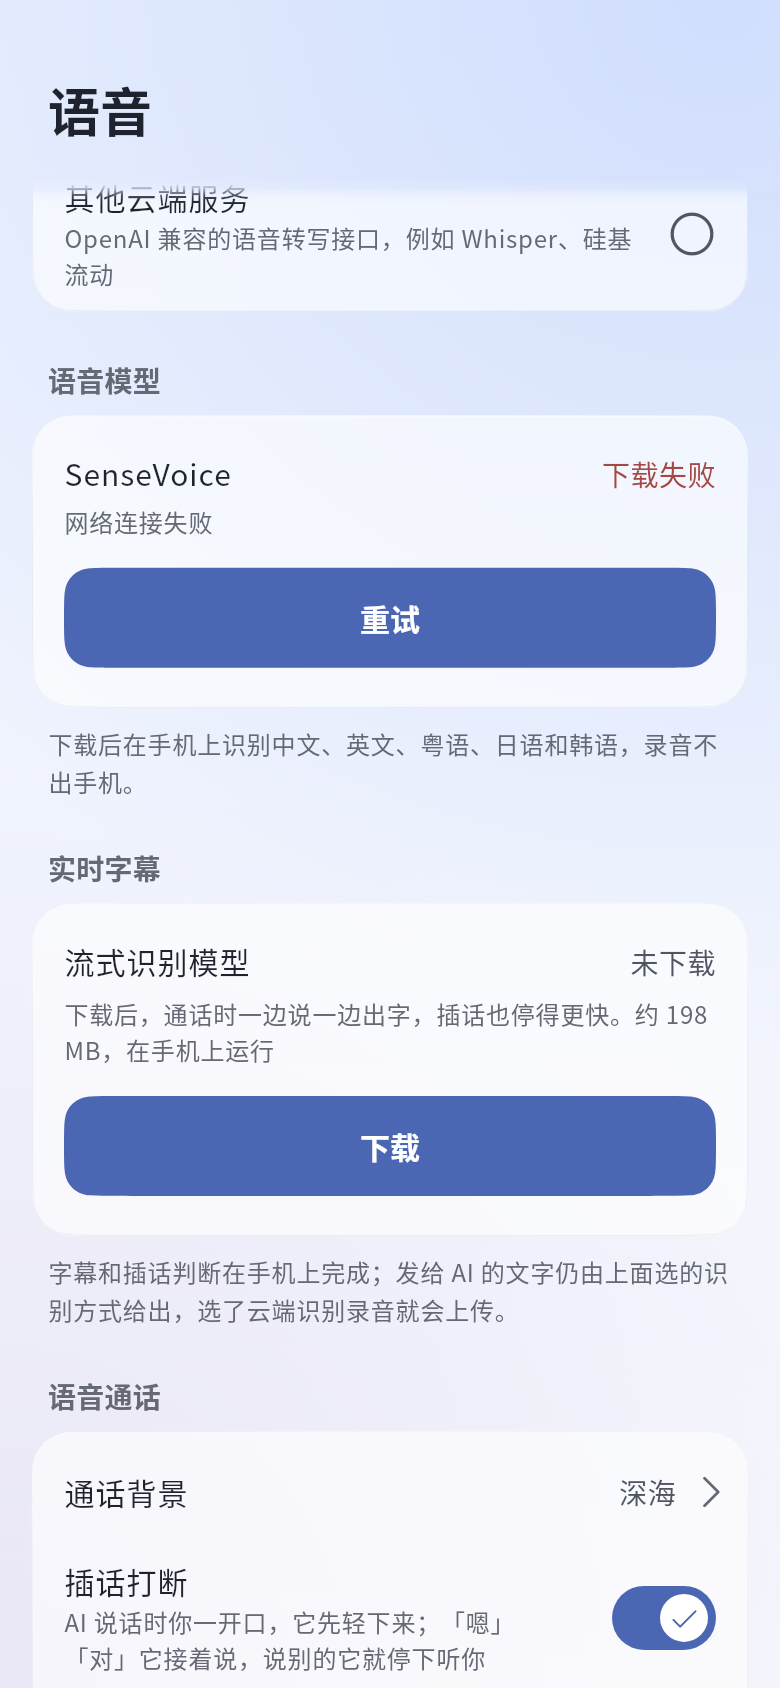 语音
其他云端服务
OpenAI 兼容的语音转写接口，例如 Whisper、硅基
流动
语音模型
SenseVoice
下载失败
网络连接失败
重试
下载后在手机上识别中文、英文、粤语、日语和韩语，录音不
出手机。
实时字幕
流式识别模型
未下载
下载后，通话时一边说一边出字，插话也停得更快。约 198
MB，在手机上运行
下载
字幕和插话判断在手机上完成；发给 AI 的文字仍由上面选的识
别方式给出，选了云端识别录音就会上传。
语音通话
通话背景
深海
插话打断
AI 说话时你一开口，它先轻下来；「嗯」
「对」它接着说，说别的它就停下听你